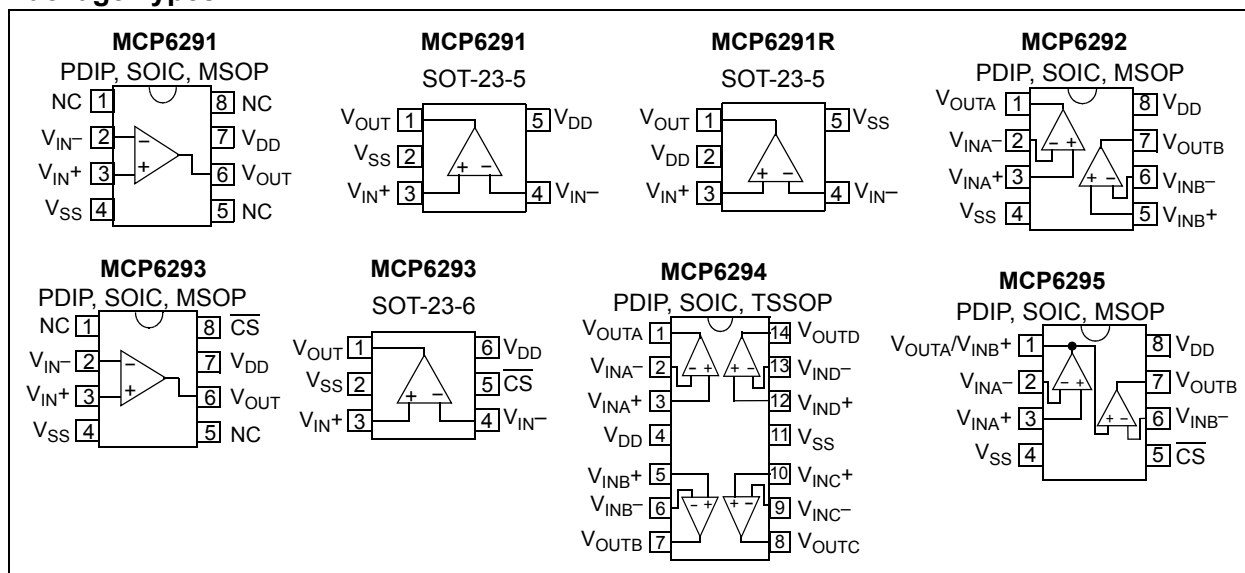 MCP6291
PDIP, SOIC, MSOP
NC 1
8 NC
VIN– 2
7 VDD
VIN+ 3
6 VOUT
VSS 4
5 NC
– +
MCP6291
SOT-23-5
VOUT 1
5 VDD
VSS 2
VIN+ 3
4 VIN–
+ –
MCP6291R
SOT-23-5
VOUT 1
5 VSS
VDD 2
VIN+ 3
4 VIN–
+ –
MCP6292
PDIP, SOIC, MSOP
VOUTA 1
8 VDD
VINA– 2
7 VOUTB
VINA+ 3
6 VINB–
VSS 4
5 VINB+
- +
+ -
MCP6293
PDIP, SOIC, MSOP
NC 1
8 CS
VIN– 2
7 VDD
VIN+ 3
6 VOUT
VSS 4
5 NC
– +
MCP6293
SOT-23-6
VOUT 1
6 VDD
VSS 2
5 CS
VIN+ 3
4 VIN–
+ –
MCP6294
PDIP, SOIC, TSSOP
VOUTA 1
14 VOUTD
VINA– 2
13 VIND–
VINA+ 3
12 VIND+
VDD 4
11 VSS
VINB+ 5
10 VINC+
VINB– 6
9 VINC–
VOUTB 7
8 VOUTC
- +
+ -
- +
+ -
MCP6295
PDIP, SOIC, MSOP
VOUTA/VINB+ 1
8 VDD
VINA– 2
7 VOUTB
VINA+ 3
6 VINB–
VSS 4
5 CS
- +
+ -